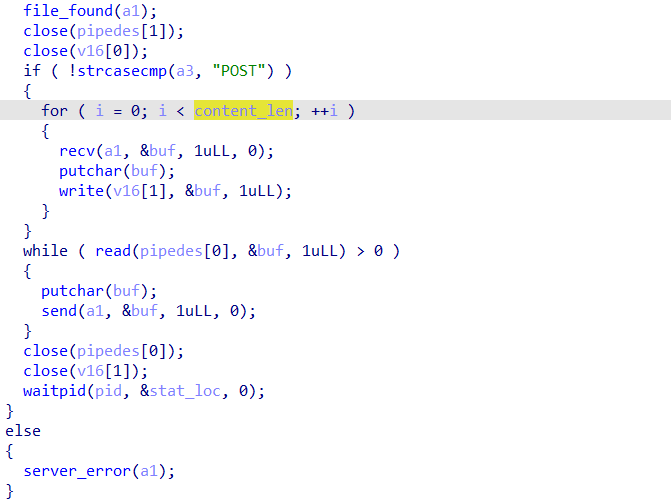 file_found(a1);
close(pipedes[1]);
close(v16[0]);
if ( !strcasecmp(a3, "POST") )
{
for ( i = 0; i < content_len; ++i )
{
recv(a1, &buf, 1uLL, 0);
putchar(buf);
write(v16[1], &buf, 1uLL);
}
}
while ( read(pipedes[0], &buf, 1uLL) > 0 )
{
putchar(buf);
send(a1, &buf, 1uLL, 0);
}
close(pipedes[0]);
close(v16[1]);
waitpid(pid, &stat_loc, 0);
}
else
{
server_error(a1);
}